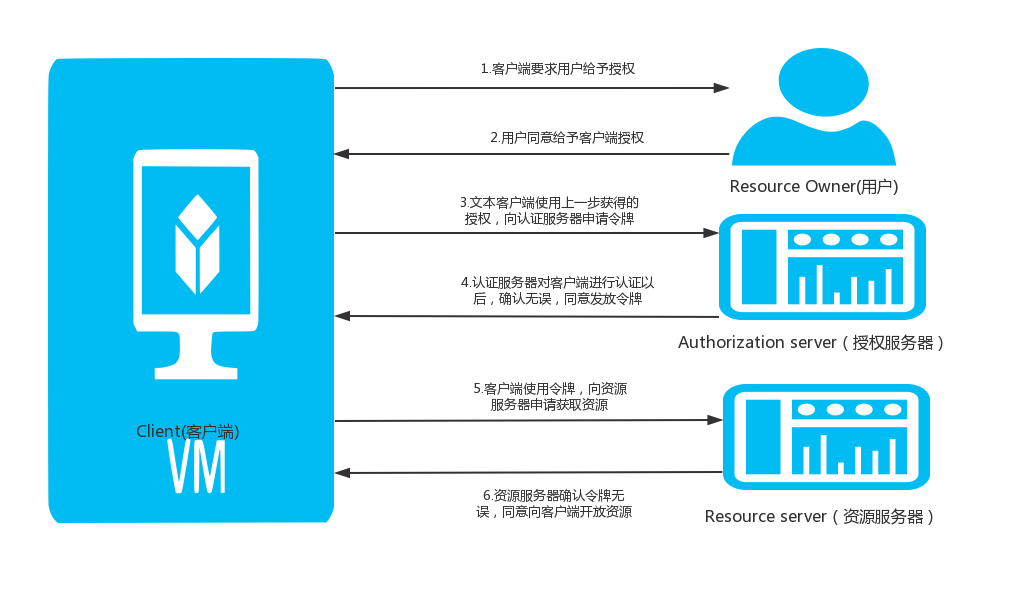 1.客户端要求用户给予授权
2.用户同意给予客户端授权
Resource Owner(用户)
3.文本客户端使用上一步获得的
授权，向认证服务器申请令牌
4.认证服务器对客户端进行认证以
后，确认无误，同意发放令牌
Authorization server（授权服务器）
5.客户端使用令牌，向资源
服务器申请获取资源
Client(客户端)
VM
6.资源服务器确认令牌无
误，同意向客户端开放资源
Resource server（资源服务器）